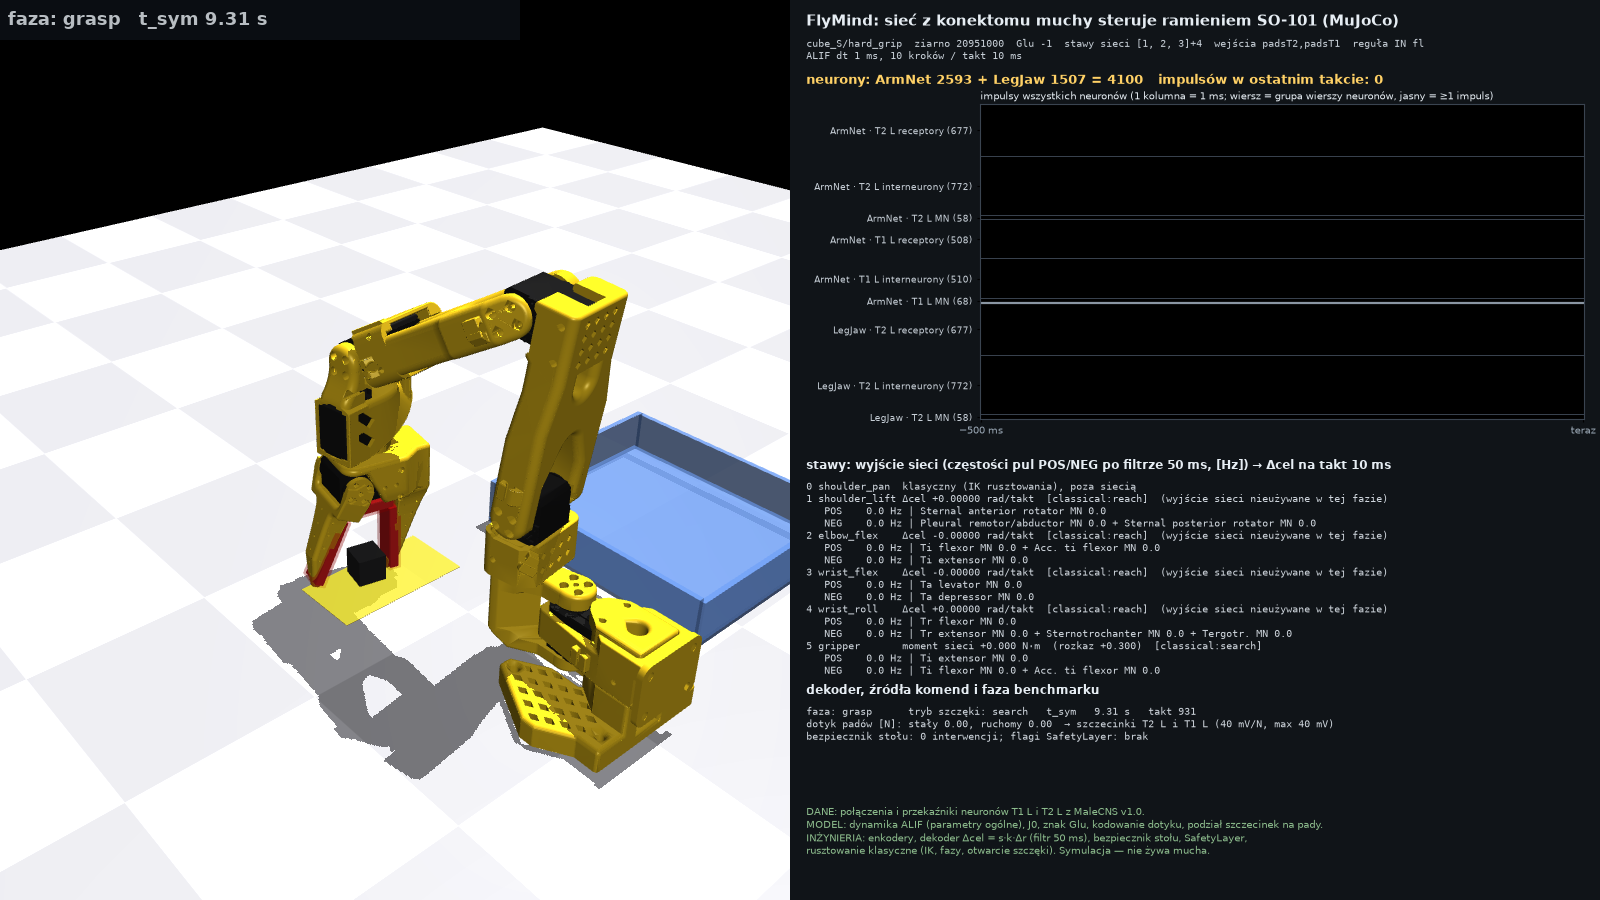 faza: grasp   t_sym 9.31 s
FlyMind: sieć z konektomu muchy steruje ramieniem SO-101 (MuJoCo)
cube_S/hard_grip  ziarno 20951000  Glu -1  stawy sieci [1, 2, 3]+4  wejścia padsT2,padsT1  reguła IN fl
ALIF dt 1 ms, 10 kroków / takt 10 ms
neurony: ArmNet 2593 + LegJaw 1507 = 4100   impulsów w ostatnim takcie: 0
impulsy wszystkich neuronów (1 kolumna = 1 ms; wiersz = grupa wierszy neuronów, jasny = ≥1 impuls)
ArmNet · T2 L receptory (677)
ArmNet · T2 L interneurony (772)
ArmNet · T2 L MN (58)
ArmNet · T1 L receptory (508)
ArmNet · T1 L interneurony (510)
ArmNet · T1 L MN (68)
LegJaw · T2 L receptory (677)
LegJaw · T2 L interneurony (772)
LegJaw · T2 L MN (58)
−500 ms   teraz
stawy: wyjście sieci (częstości pul POS/NEG po filtrze 50 ms, [Hz]) → Δcel na takt 10 ms
0 shoulder_pan  klasyczny (IK rusztowania), poza siecią
1 shoulder_lift Δcel +0.00000 rad/takt  [classical:reach]  (wyjście sieci nieużywane w tej fazie)
POS    0.0 Hz | Sternal anterior rotator MN 0.0
NEG    0.0 Hz | Pleural remotor/abductor MN 0.0 + Sternal posterior rotator MN 0.0
2 elbow_flex    Δcel -0.00000 rad/takt  [classical:reach]  (wyjście sieci nieużywane w tej fazie)
POS    0.0 Hz | Ti flexor MN 0.0 + Acc. ti flexor MN 0.0
NEG    0.0 Hz | Ti extensor MN 0.0
3 wrist_flex    Δcel -0.00000 rad/takt  [classical:reach]  (wyjście sieci nieużywane w tej fazie)
POS    0.0 Hz | Ta levator MN 0.0
NEG    0.0 Hz | Ta depressor MN 0.0
4 wrist_roll    Δcel +0.00000 rad/takt  [classical:reach]  (wyjście sieci nieużywane w tej fazie)
POS    0.0 Hz | Tr flexor MN 0.0
NEG    0.0 Hz | Tr extensor MN 0.0 + Sternotrochanter MN 0.0 + Tergotr. MN 0.0
5 gripper       moment sieci +0.000 N·m  (rozkaz +0.300)  [classical:search]
POS    0.0 Hz | Ti extensor MN 0.0
NEG    0.0 Hz | Ti flexor MN 0.0 + Acc. ti flexor MN 0.0
dekoder, źródła komend i faza benchmarku
faza: grasp      tryb szczęki: search   t_sym   9.31 s   takt 931
dotyk padów [N]: stały 0.00, ruchomy 0.00  → szczecinki T2 L i T1 L (40 mV/N, max 40 mV)
bezpiecznik stołu: 0 interwencji; flagi SafetyLayer: brak
DANE: połączenia i przekaźniki neuronów T1 L i T2 L z MaleCNS v1.0.
MODEL: dynamika ALIF (parametry ogólne), J0, znak Glu, kodowanie dotyku, podział szczecinek na pady.
INŻYNIERIA: enkodery, dekoder Δcel = s·k·Δr (filtr 50 ms), bezpiecznik stołu, SafetyLayer,
rusztowanie klasyczne (IK, fazy, otwarcie szczęki). Symulacja — nie żywa mucha.